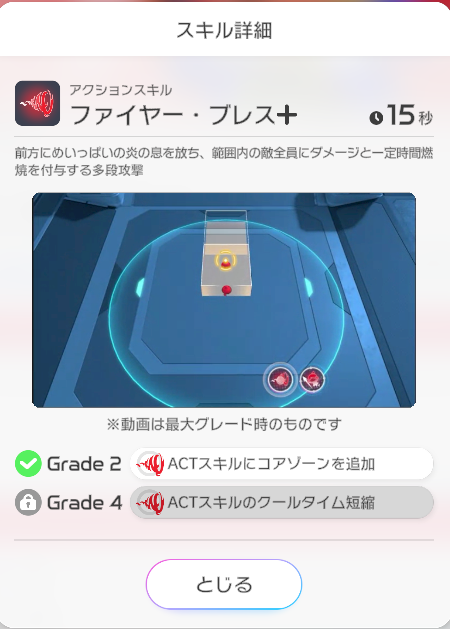 スキル詳細
アクションスキル
ファイヤー・ブレス+
15秒
前方にめいっぱいの炎の息を放ち、範囲内の敵全員にダメージと一定時間燃
焼を付与する多段攻撃
※動画は最大グレード時のものです
Grade 2 ACTスキルにコアゾーンを追加
Grade 4 ACTスキルのクールタイム短縮
とじる